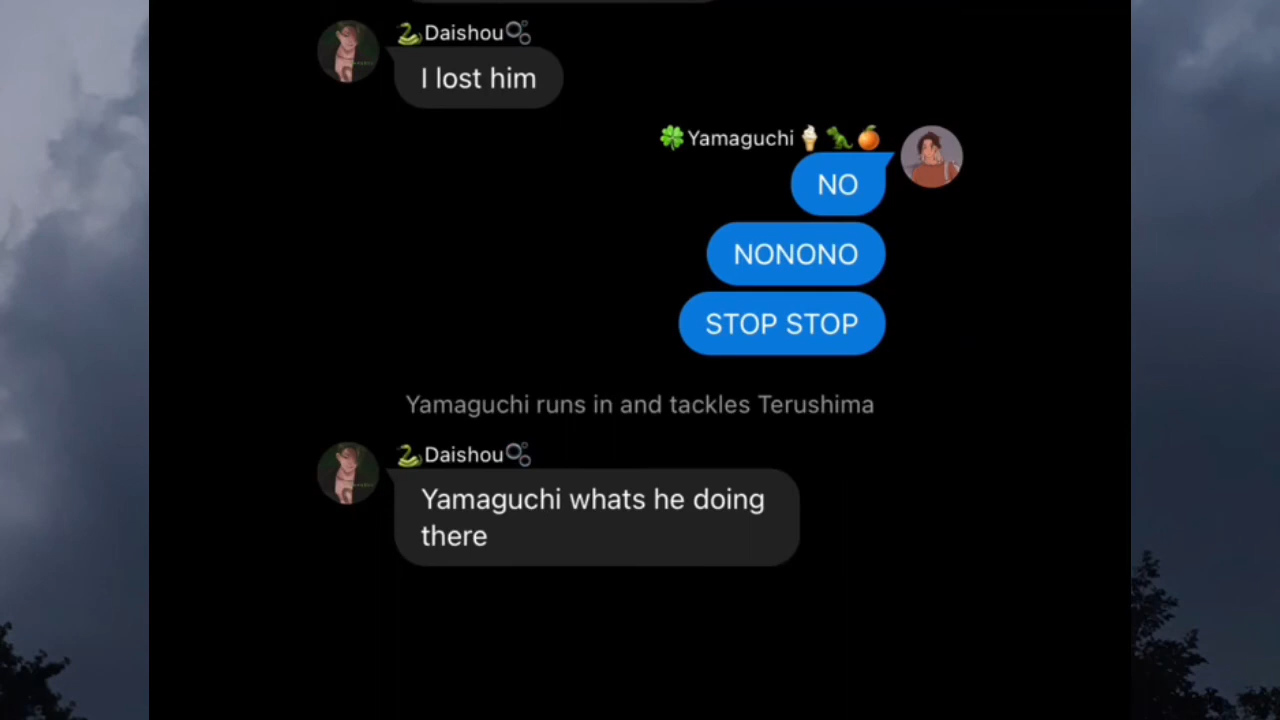 🐍Daishou🫧
I lost him
🍀Yamaguchi🍦🦖🍊
NO
NONONO
STOP STOP
Yamaguchi runs in and tackles Terushima
🐍Daishou🫧
Yamaguchi whats he doing
there